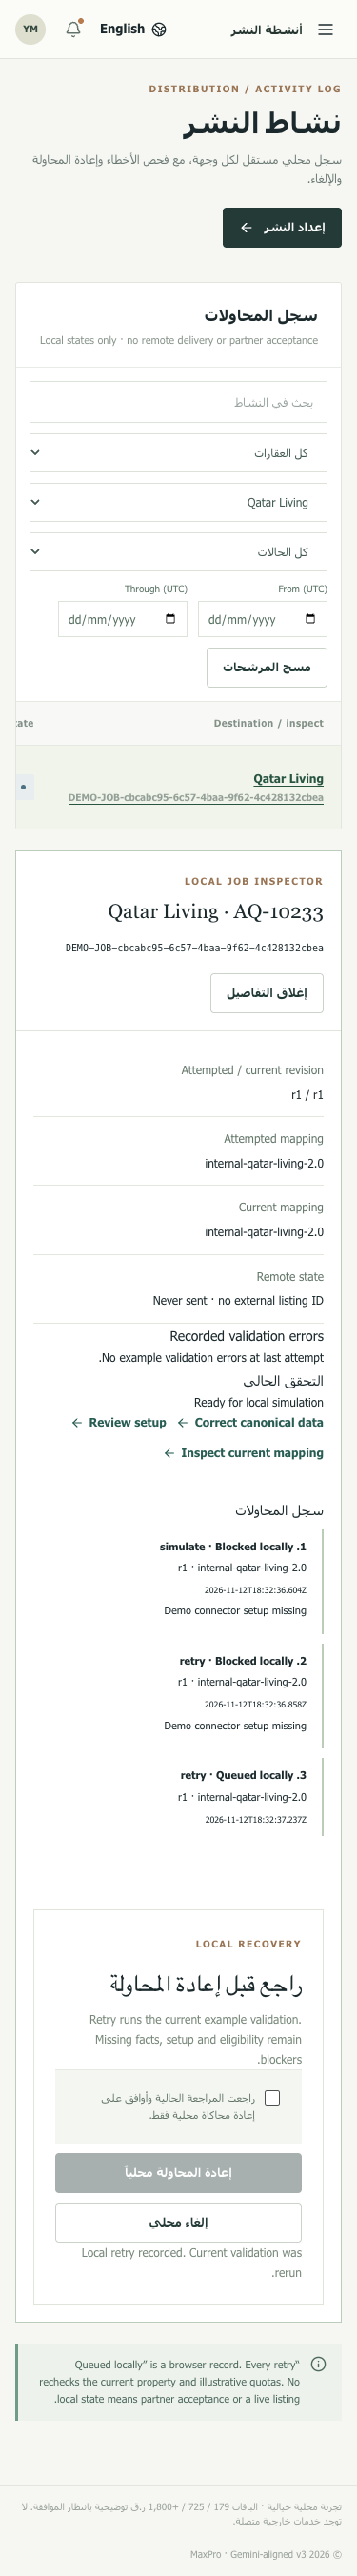 أنشطة النشر
English
YM
DISTRIBUTION / ACTIVITY LOG
نشاط النشر
سجل محلي مستقل لكل وجهة، مع فحص الأخطاء وإعادة المحاولة
والإلغاء.
إعداد النشر ←
سجل المحاولات
Local states only · no remote delivery or partner acceptance
بحث في النشاط
كل العقارات
Qatar Living
كل الحالات
From (UTC)
Through (UTC)
dd/mm/yyyy
dd/mm/yyyy
مسح المرشحات
Destination / inspect
ate
Qatar Living
DEMO-JOB-cbcabc95-6c57-4baa-9f62-4c428132cbea
LOCAL JOB INSPECTOR
Qatar Living · AQ-10233
DEMO-JOB-cbcabc95-6c57-4baa-9f62-4c428132cbea
إغلاق التفاصيل
Attempted / current revision
r1 / r1
Attempted mapping
internal-qatar-living-2.0
Current mapping
internal-qatar-living-2.0
Remote state
Never sent · no external listing ID
Recorded validation errors
.No example validation errors at last attempt
التحقق الحالي
Ready for local simulation
Correct canonical data ←
Review setup ←
Inspect current mapping ←
سجل المحاولات
simulate · Blocked locally .1
r1 · internal-qatar-living-2.0
2026-11-12T18:32:36.604Z
Demo connector setup missing
retry · Blocked locally .2
r1 · internal-qatar-living-2.0
2026-11-12T18:32:36.858Z
Demo connector setup missing
retry · Queued locally .3
r1 · internal-qatar-living-2.0
2026-11-12T18:32:37.237Z
LOCAL RECOVERY
راجع قبل إعادة المحاولة
Retry runs the current example validation.
Missing facts, setup and eligibility remain
.blockers
راجعت المراجعة الحالية وأوافق على
إعادة محاكاة محلية فقط.
إعادة المحاولة محلياً
إلغاء محلي
Local retry recorded. Current validation was
.rerun
Queued locally” is a browser record. Every retry“
rechecks the current property and illustrative quotas. No
.local state means partner acceptance or a live listing
تجربة محلية خيالية · الباقات 179 / 725 / +1,800 ر.ق توضيحية بانتظار الموافقة. لا
توجد خدمات خارجية متصلة.
© 2026 MaxPro · Gemini-aligned v3